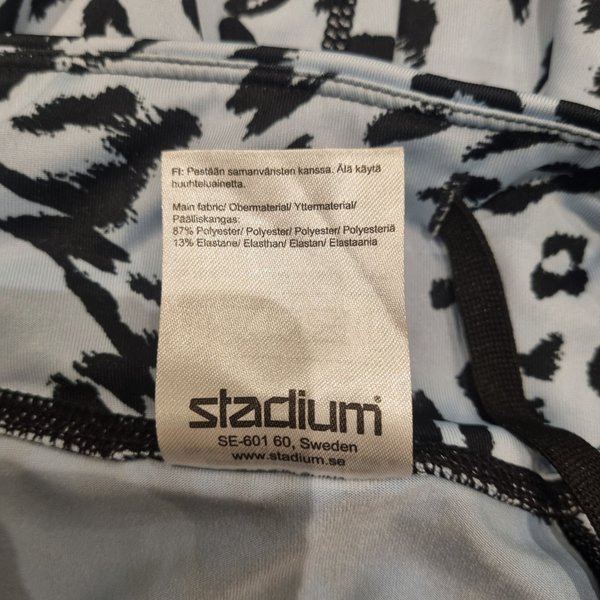 FI: Pestään samanväristen kanssa. Älä käytä
huuhteluainetta.
Main fabric/ Obermaterial/ Yttermaterial/
Päälliskangas:
87% Polyester/ Polyester/ Polyester/ Polyesteriä
13% Elastane/ Elasthan/ Elastan/ Elastaania
stadium
SE-601 60, Sweden
www.stadium.se